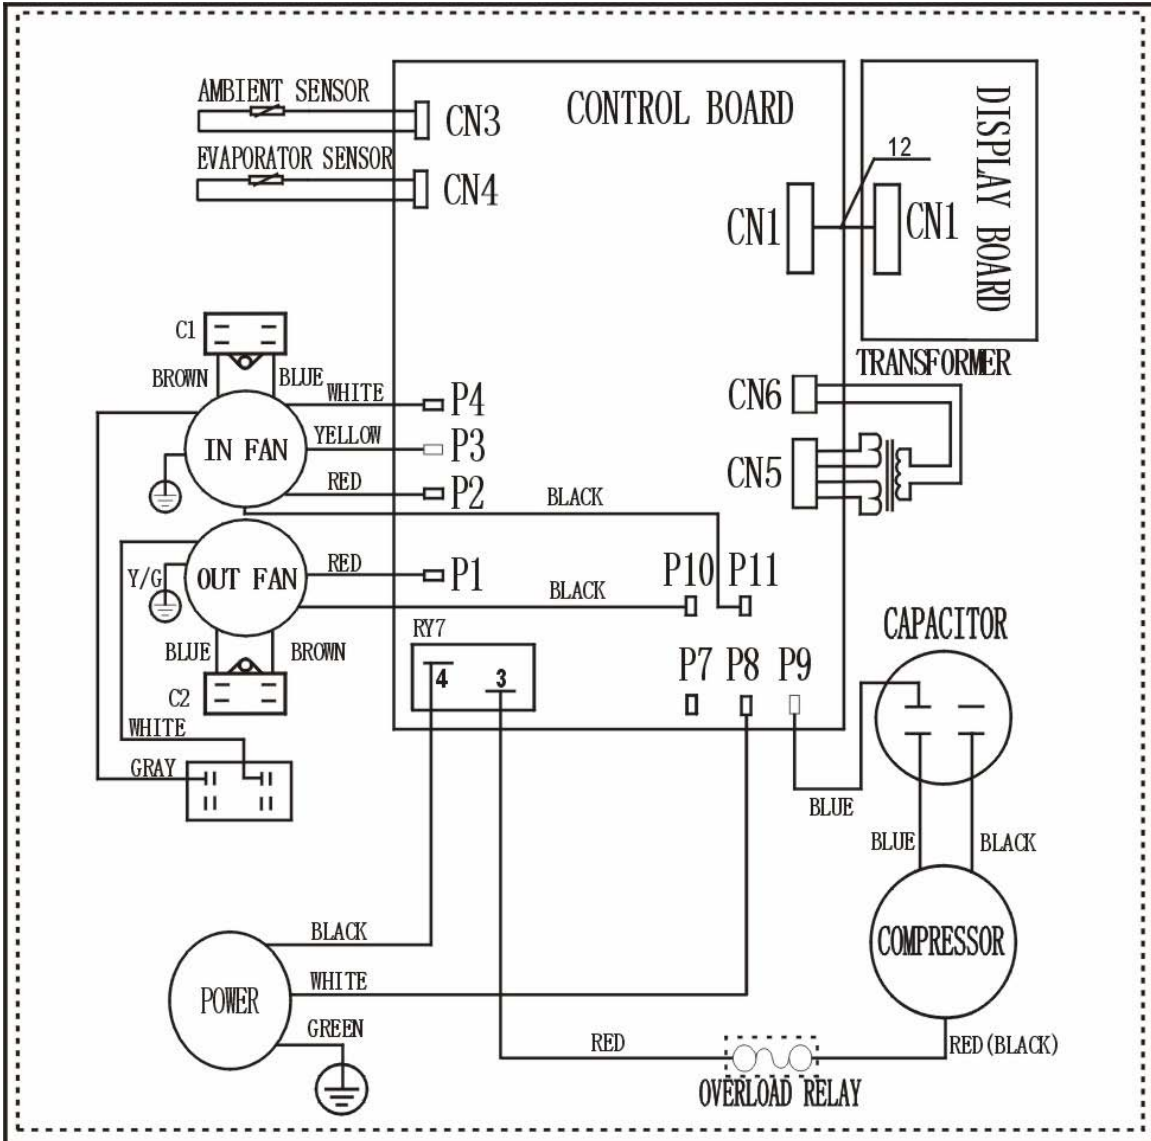 AMBIENT SENSOR
CN3
CONTROL BOARD
DISPLAY BOARD
12
EVAPORATOR SENSOR
CN4
CN1
CN1
C1
BROWN
BLUE
WHITE
P4
IN FAN
YELLOW
P3
RED
P2
BLACK
TRANSFORMER
CN6
CN5
Y/G
OUT FAN
RED
P1
BLACK
P10
P11
BLUE
BROWN
C2
RY7
4
3
P7
P8
P9
CAPACITOR
WHITE
GRAY
BLUE
BLUE
BLACK
COMPRESSOR
POWER
BLACK
WHITE
GREEN
RED
RED(BLACK)
OVERLOAD RELAY